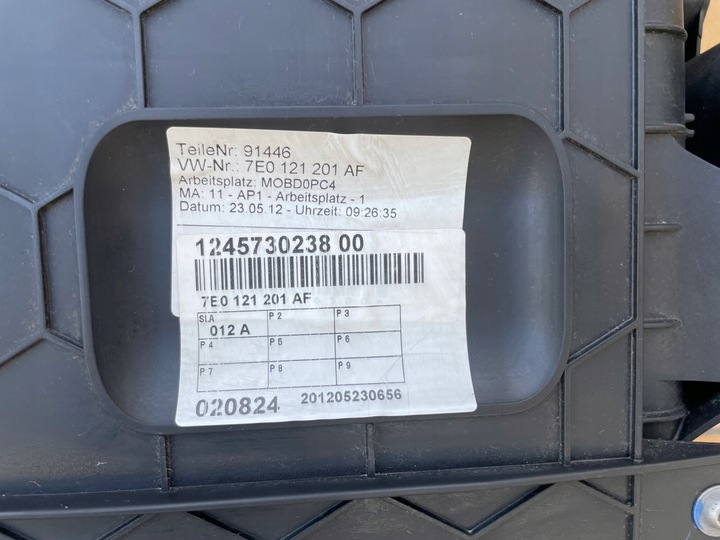 TeileNr: 91446
VW-Nr.: 7E0 121 201 AF
Arbeitsplatz: MOBD0PC4
MA: 11 - AP1 - Arbeitsplatz - 1
Datum: 23.05.12 - Uhrzeit: 09:26:35
1245730238 00
7E0 121 201 AF
SI.A P 2 P 3
012 A
P 4 P 5 P 6
P 7 P 8 P 9
020824 201205230656